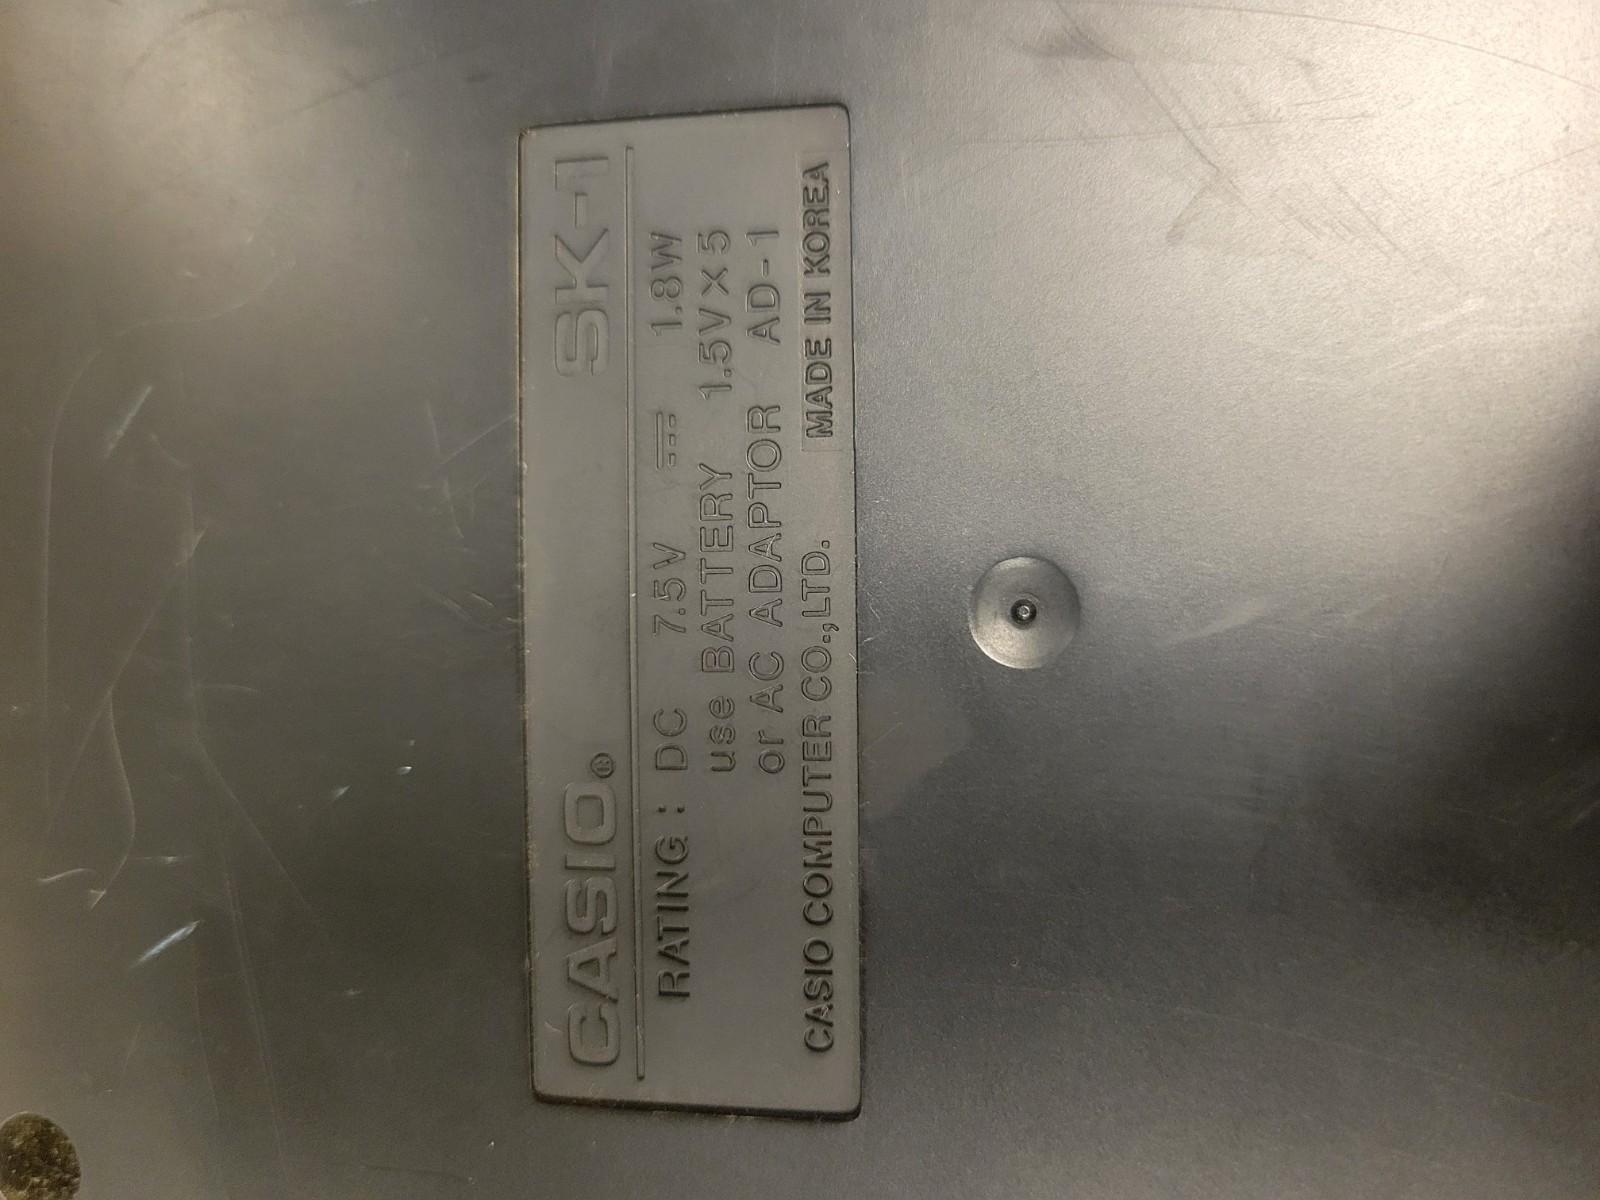 CASIO® SK-1
RATING : DC 7.5V ⎓ 1.8W
use BATTERY 1.5V×5
or AC ADAPTOR AD-1
CASIO COMPUTER CO.,LTD. MADE IN KOREA